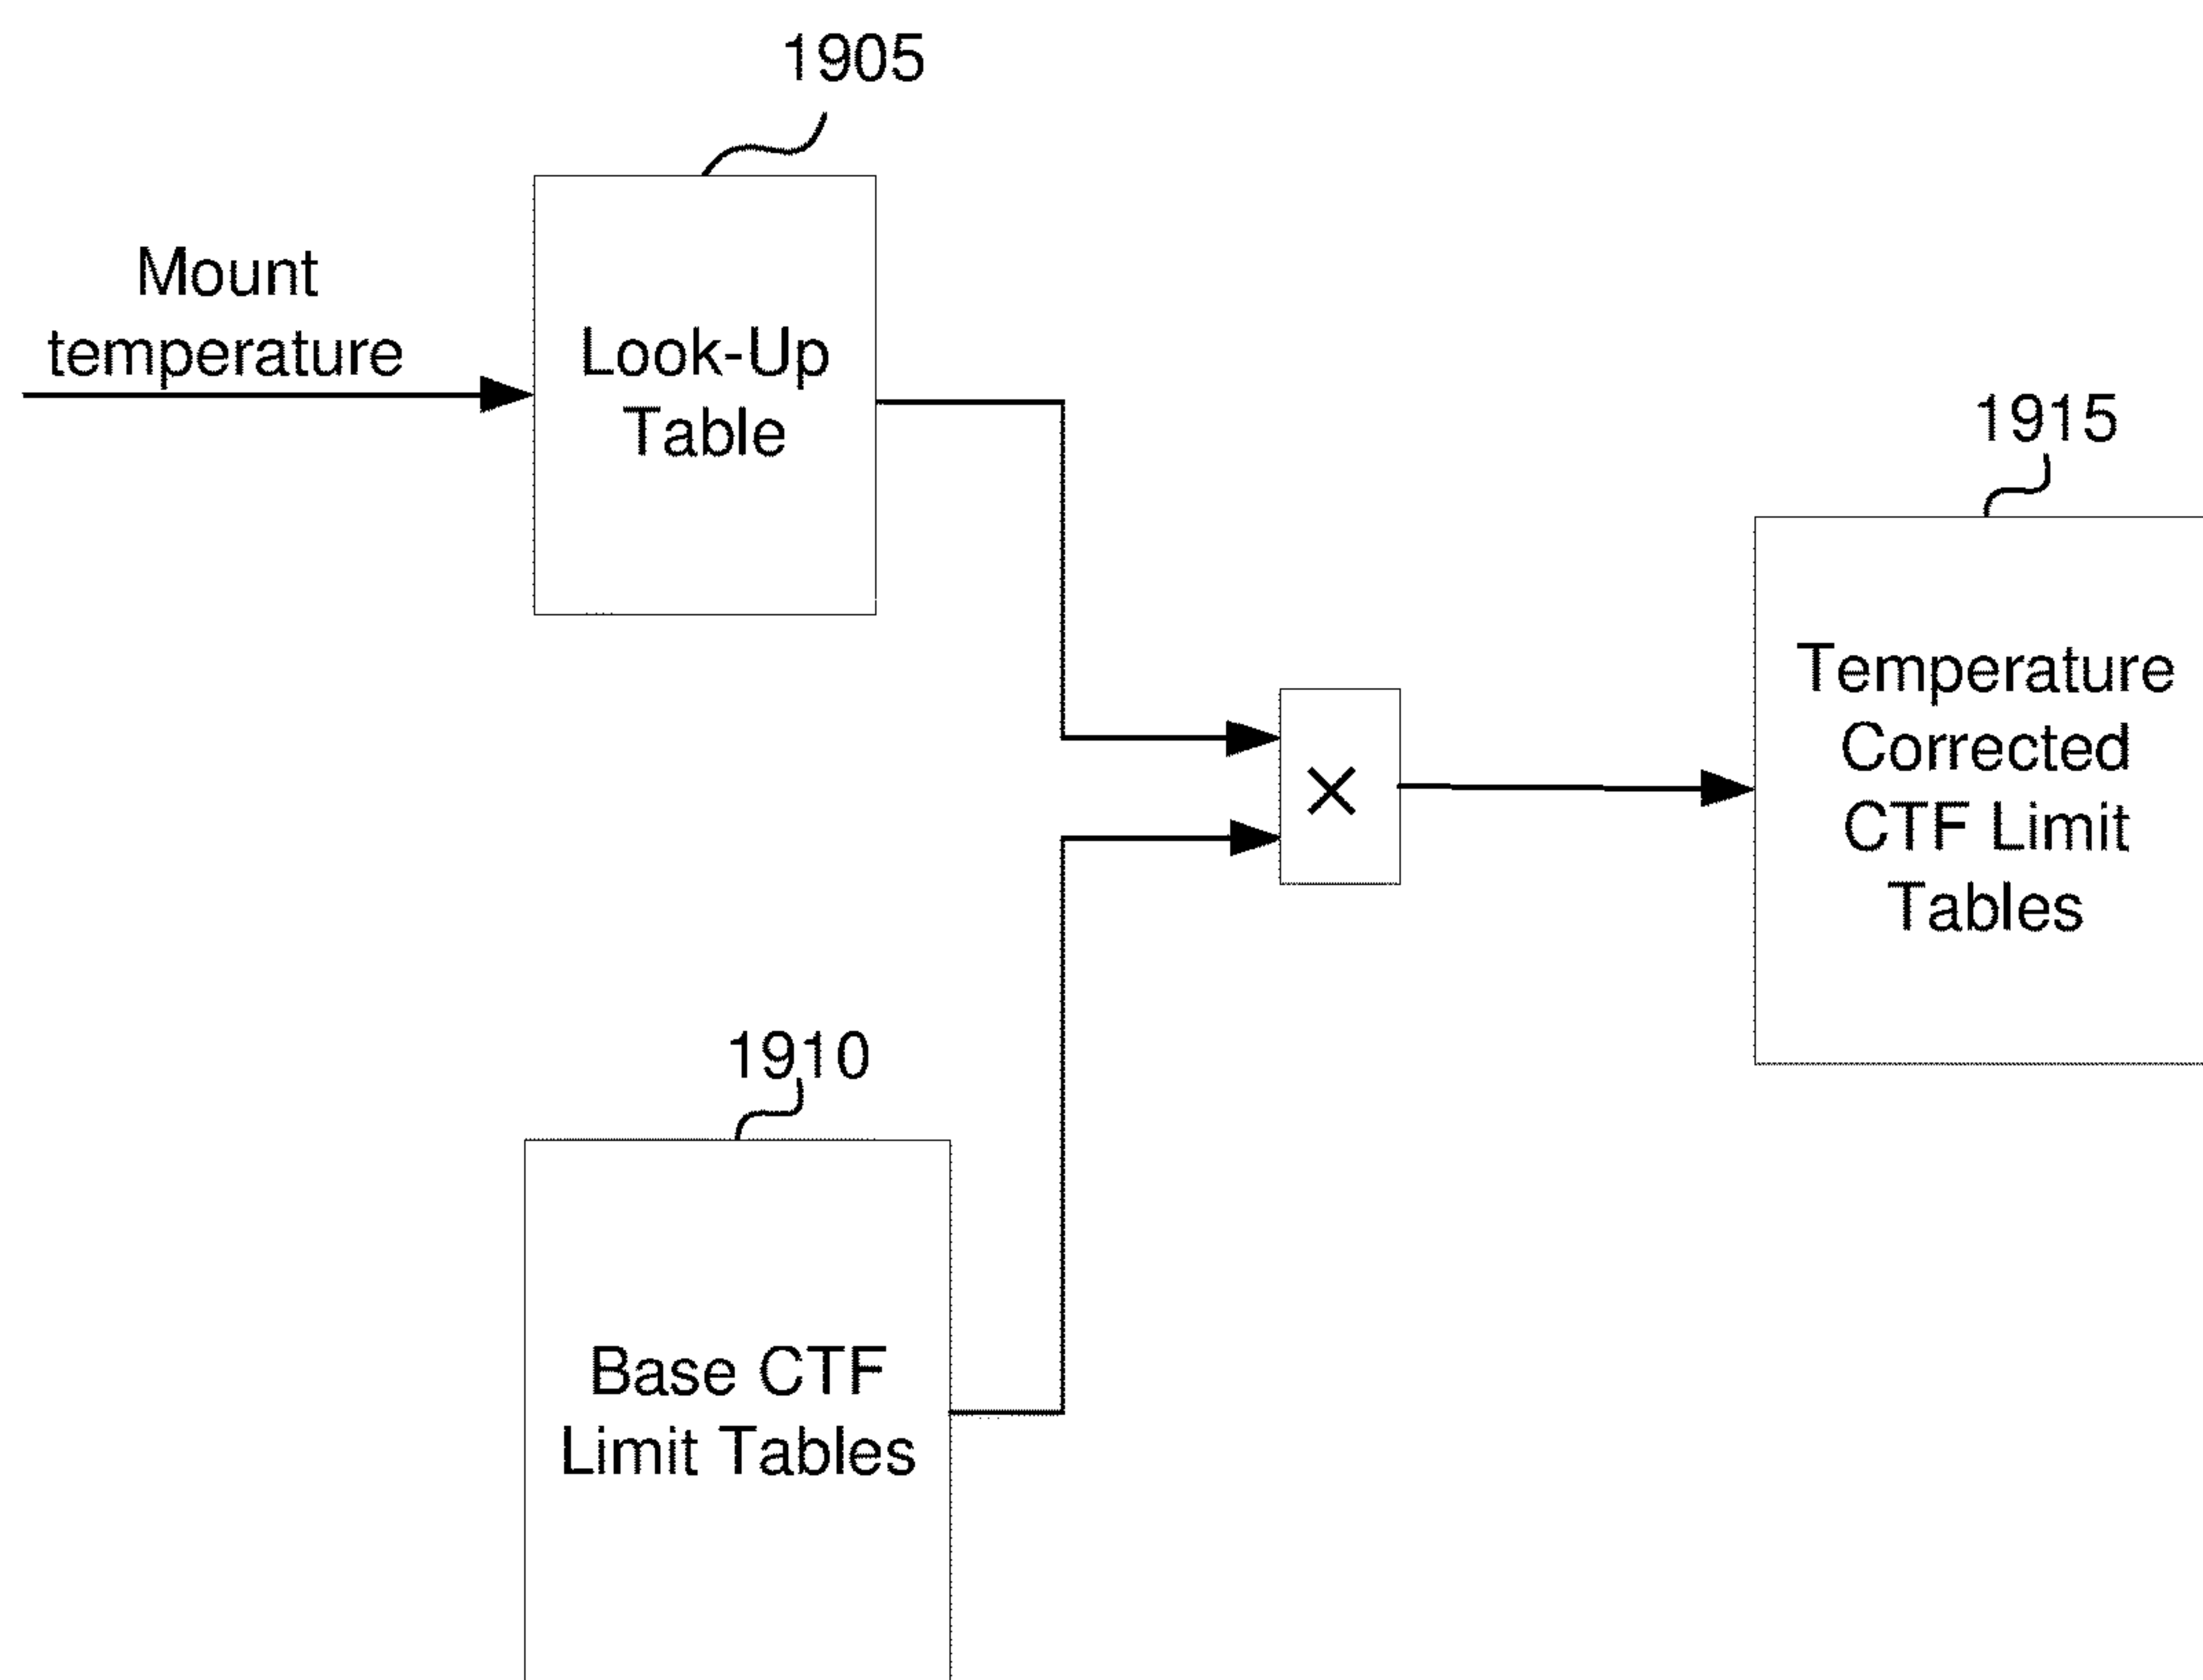 1905
Mount
temperature
Look-Up
Table
1915
Temperature
Corrected
CTF Limit
Tables
×
1910
Base CTF
Limit Tables